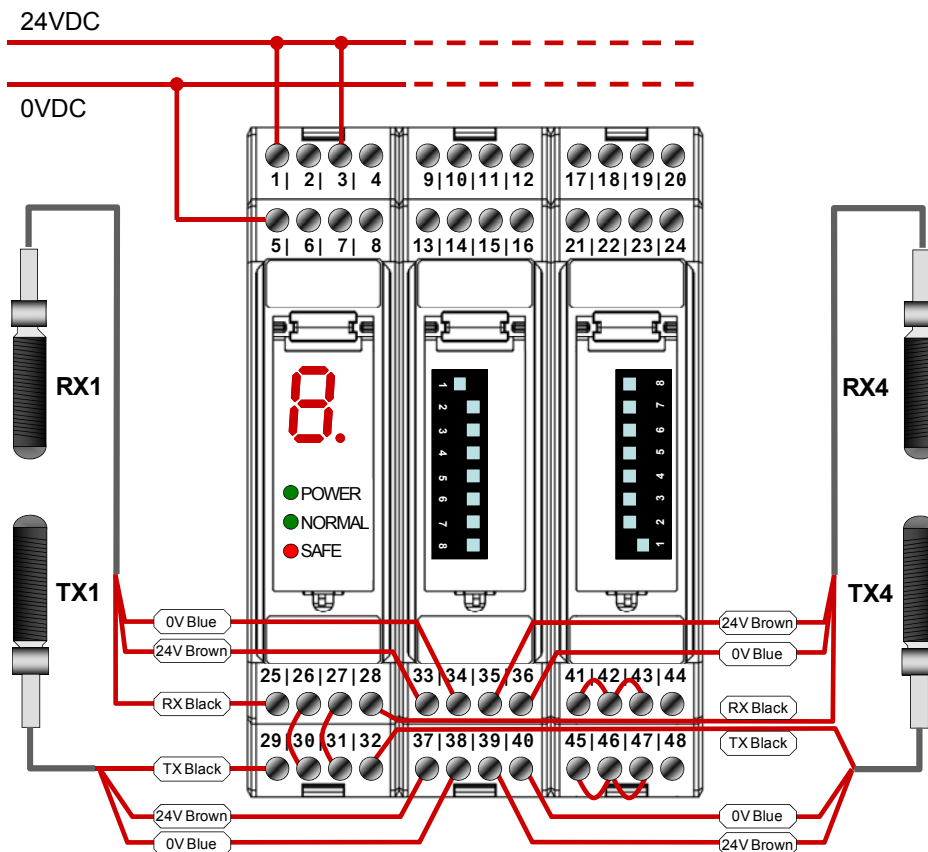 24VDC
0VDC
1| 2| 3| 4
9|10|11|12
17|18|19|20
5| 6| 7| 8
13|14|15|16
21|22|23|24
RX1
RX4
1
2
3
4
5
6
7
8
8
7
6
5
4
3
2
1
8.
POWER
NORMAL
SAFE
TX1
TX4
0V Blue
24V Brown
24V Brown
0V Blue
25|26|27|28
33|34|35|36
41|42|43|44
RX Black
RX Black
29|30|31|32
37|38|39|40
45|46|47|48
TX Black
TX Black
24V Brown
0V Blue
0V Blue
24V Brown